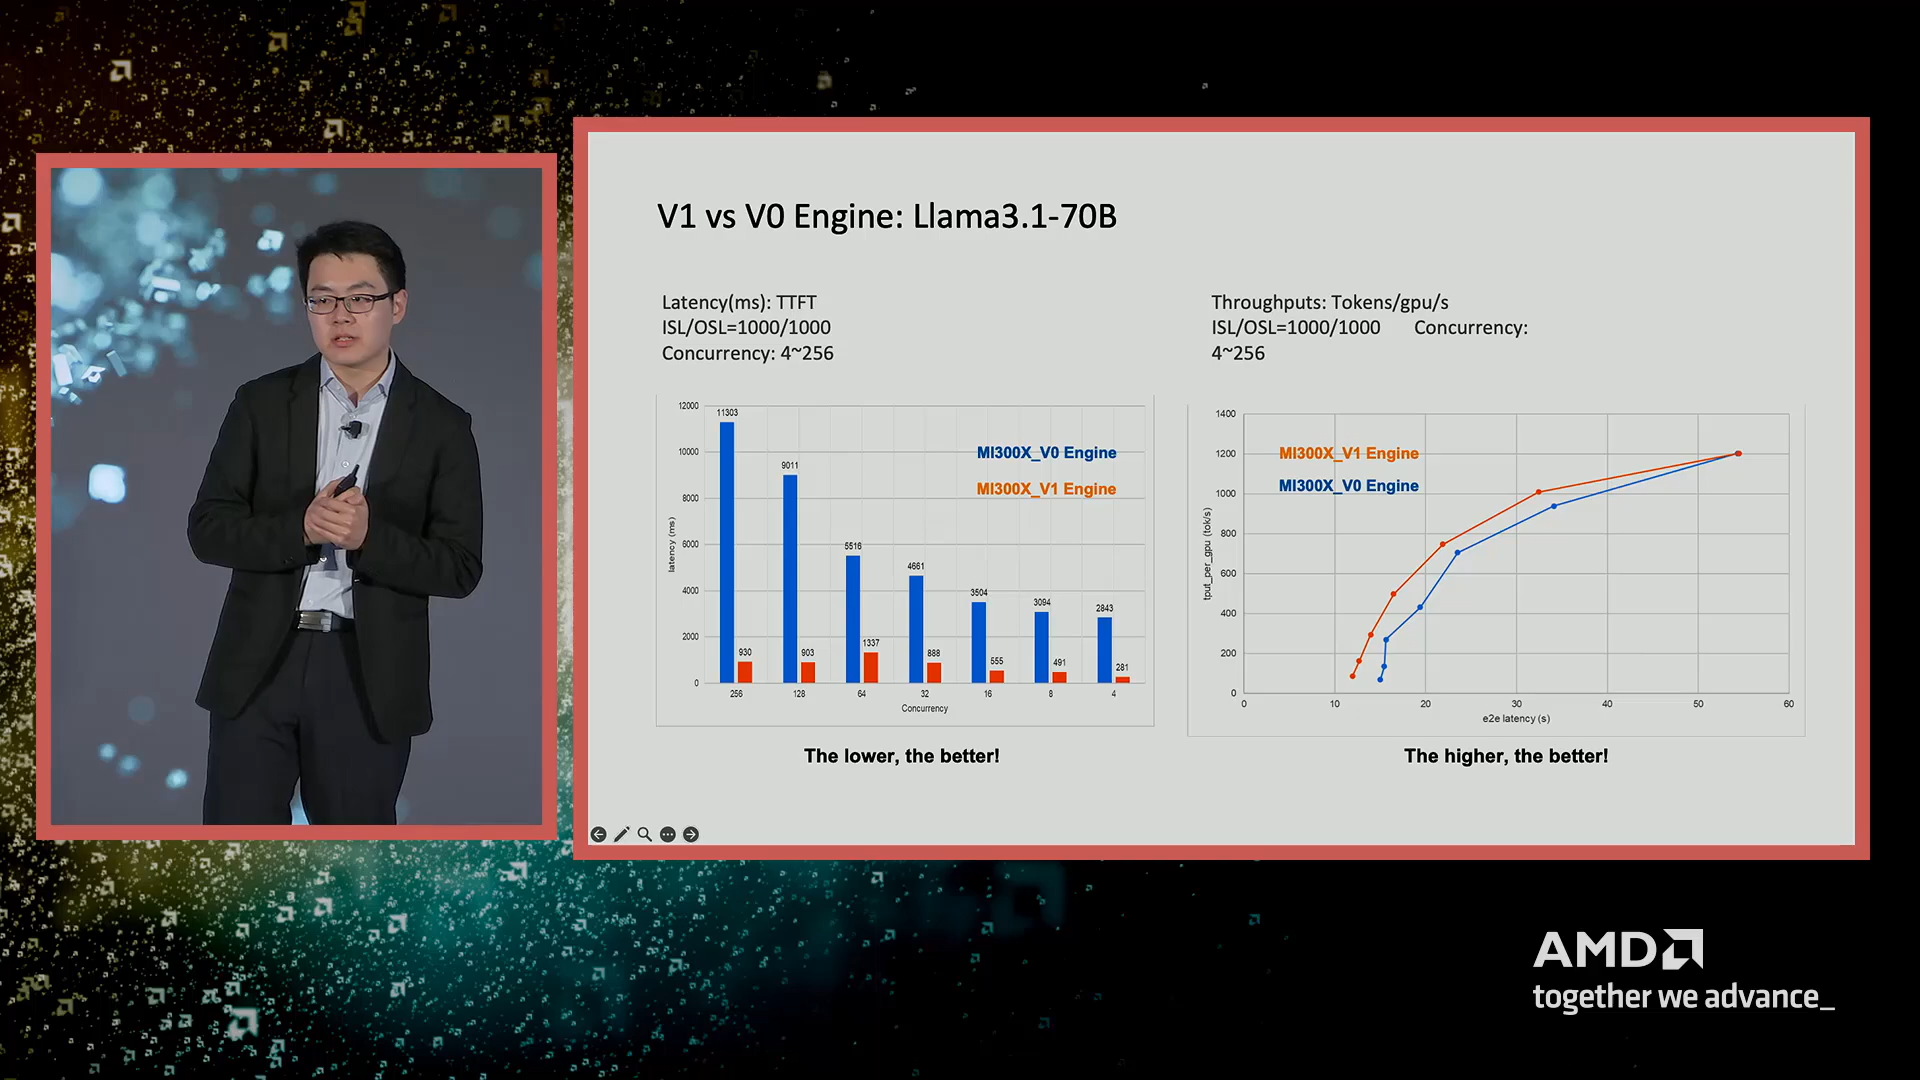 V1 vs V0 Engine: Llama3.1-70B
Latency(ms): TTFT
ISL/OSL=1000/1000
Concurrency: 4~256
12000
10000
8000
6000
4000
2000
0
latency (ms)
11303
9011
5516
4661
3504
3094
2843
930
903
1337
888
555
491
281
MI300X_V0 Engine
MI300X_V1 Engine
256 128 64 32 16 8 4
Concurrency
The lower, the better!
Throughputs: Tokens/gpu/s
ISL/OSL=1000/1000 Concurrency:
4~256
1400
1200
1000
800
600
400
200
0
tput_per_gpu (tok/s)
MI300X_V1 Engine
MI300X_V0 Engine
0 10 20 30 40 50 60
e2e latency (s)
The higher, the better!
AMD
together we advance_